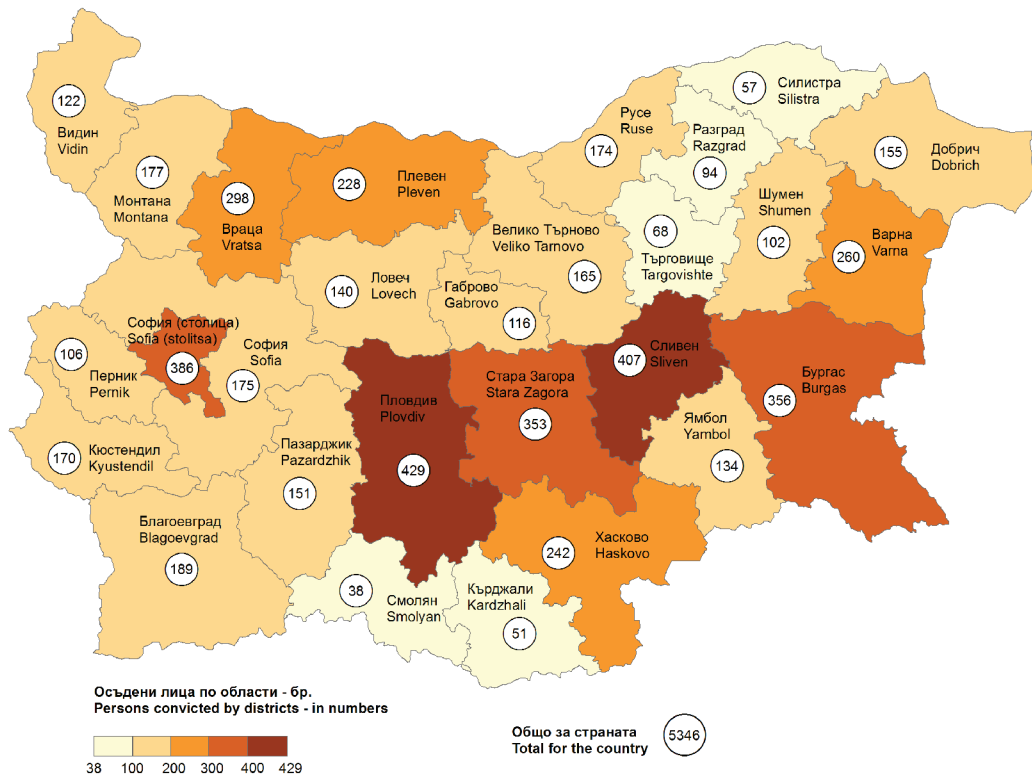 122
Видин
Vidin
177
Монтана
Montana
298
Враца
Vratsa
228
Плевен
Pleven
Русе
Ruse
174
57
Силистра
Silistra
Разград
Razgrad
94
155
Добрич
Dobrich
Шумен
Shumen
102
Варна
Varna
260
68
Търговище
Targovishte
Велико Търново
Veliko Tarnovo
165
Ловеч
Lovech
140
Габрово
Gabrovo
116
София (столица)
Sofia (stolitsa)
386
София
Sofia
175
106
Перник
Pernik
170
Кюстендил
Kyustendil
Пазарджик
Pazardzhik
151
Пловдив
Plovdiv
429
Стара Загора
Stara Zagora
353
407
Сливен
Sliven
Бургас
Burgas
356
Ямбол
Yambol
134
Благоевград
Blagoevgrad
189
242
Хасково
Haskovo
38
Смолян
Smolyan
Кърджали
Kardzhali
51
Осъдени лица по области - бр.
Persons convicted by districts - in numbers
38 100 200 300 400 429
Общо за страната
Total for the country
5346